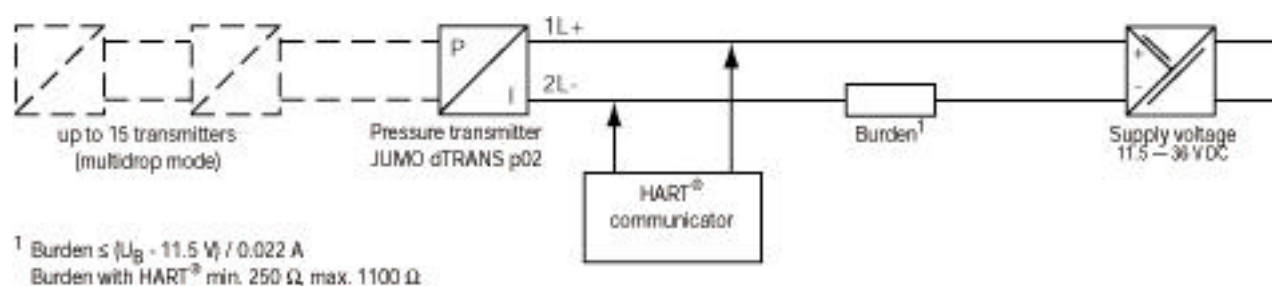 1L+
P
+
2L-
I
-
up to 15 transmitters
(multidrop mode)
Pressure transmitter
JUMO dTRANS p02
Burden¹
Supply voltage
11.5 — 36 V DC
HART®
communicator
¹ Burden ≤ (U_B - 11.5 V) / 0.022 A
Burden with HART® min. 250 Ω, max. 1100 Ω